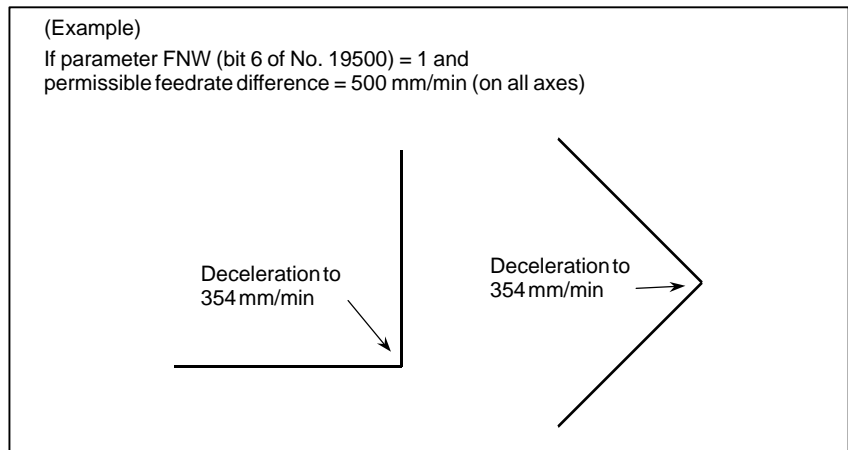 (Example)
If parameter FNW (bit 6 of No. 19500) = 1 and
permissible feedrate difference = 500 mm/min (on all axes)
Deceleration to
354 mm/min
Deceleration to
354 mm/min